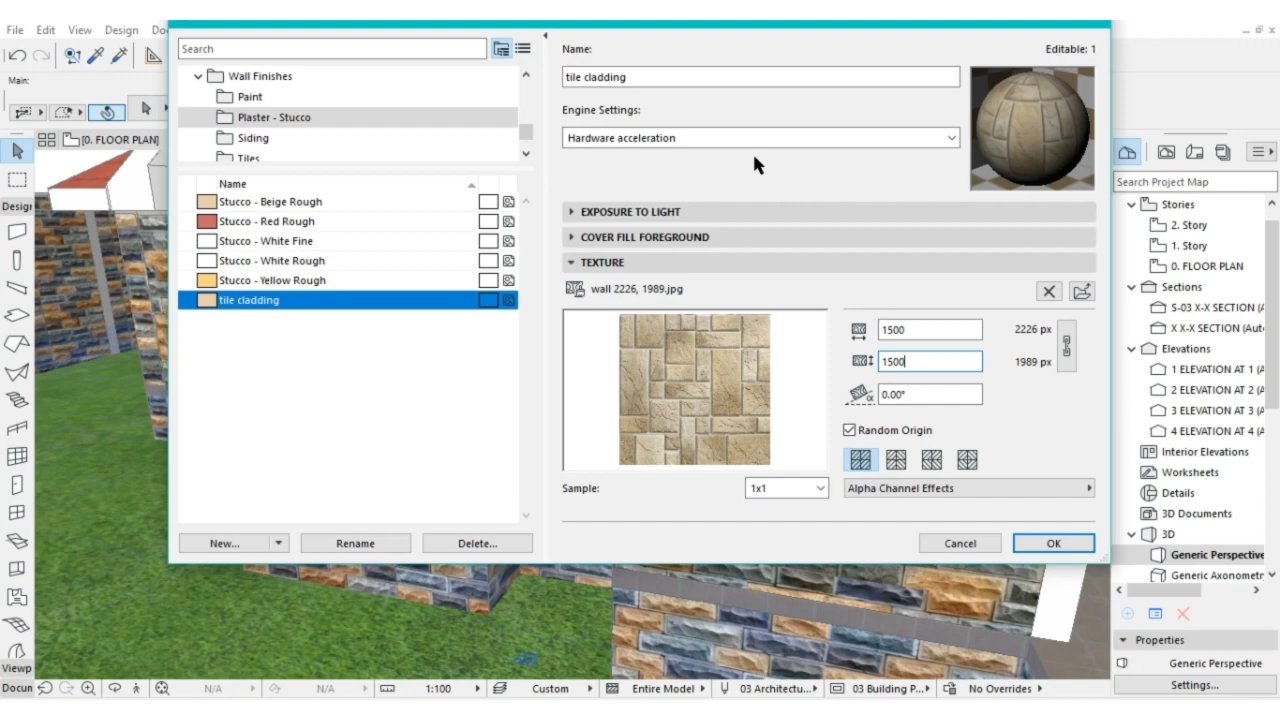 File Edit View Design Do
Main:
[0. FLOOR PLAN]
Design
Viewp
Docun
Search
Wall Finishes
Paint
Plaster - Stucco
Siding
Tiles
Name
Stucco - Beige Rough
Stucco - Red Rough
Stucco - White Fine
Stucco - White Rough
Stucco - Yellow Rough
tile cladding
New... Rename Delete...
Name: Editable: 1
tile cladding
Engine Settings:
Hardware acceleration
EXPOSURE TO LIGHT
COVER FILL FOREGROUND
TEXTURE
wall 2226, 1989.jpg
1500 2226 px
1500 1989 px
α 0.00°
Random Origin
Sample: 1x1 Alpha Channel Effects
Cancel OK
Search Project Map
Stories
2. Story
1. Story
0. FLOOR PLAN
Sections
S-03 X-X SECTION (A
X X-X SECTION (Auto
Elevations
1 ELEVATION AT 1 (A
2 ELEVATION AT 2 (A
3 ELEVATION AT 3 (A
4 ELEVATION AT 4 (A
Interior Elevations
Worksheets
Details
3D Documents
3D
Generic Perspective
Generic Axonometr
Properties
Generic Perspective
Settings...
N/A N/A 1:100 Custom Entire Model 03 Architectu... 03 Building P... No Overrides